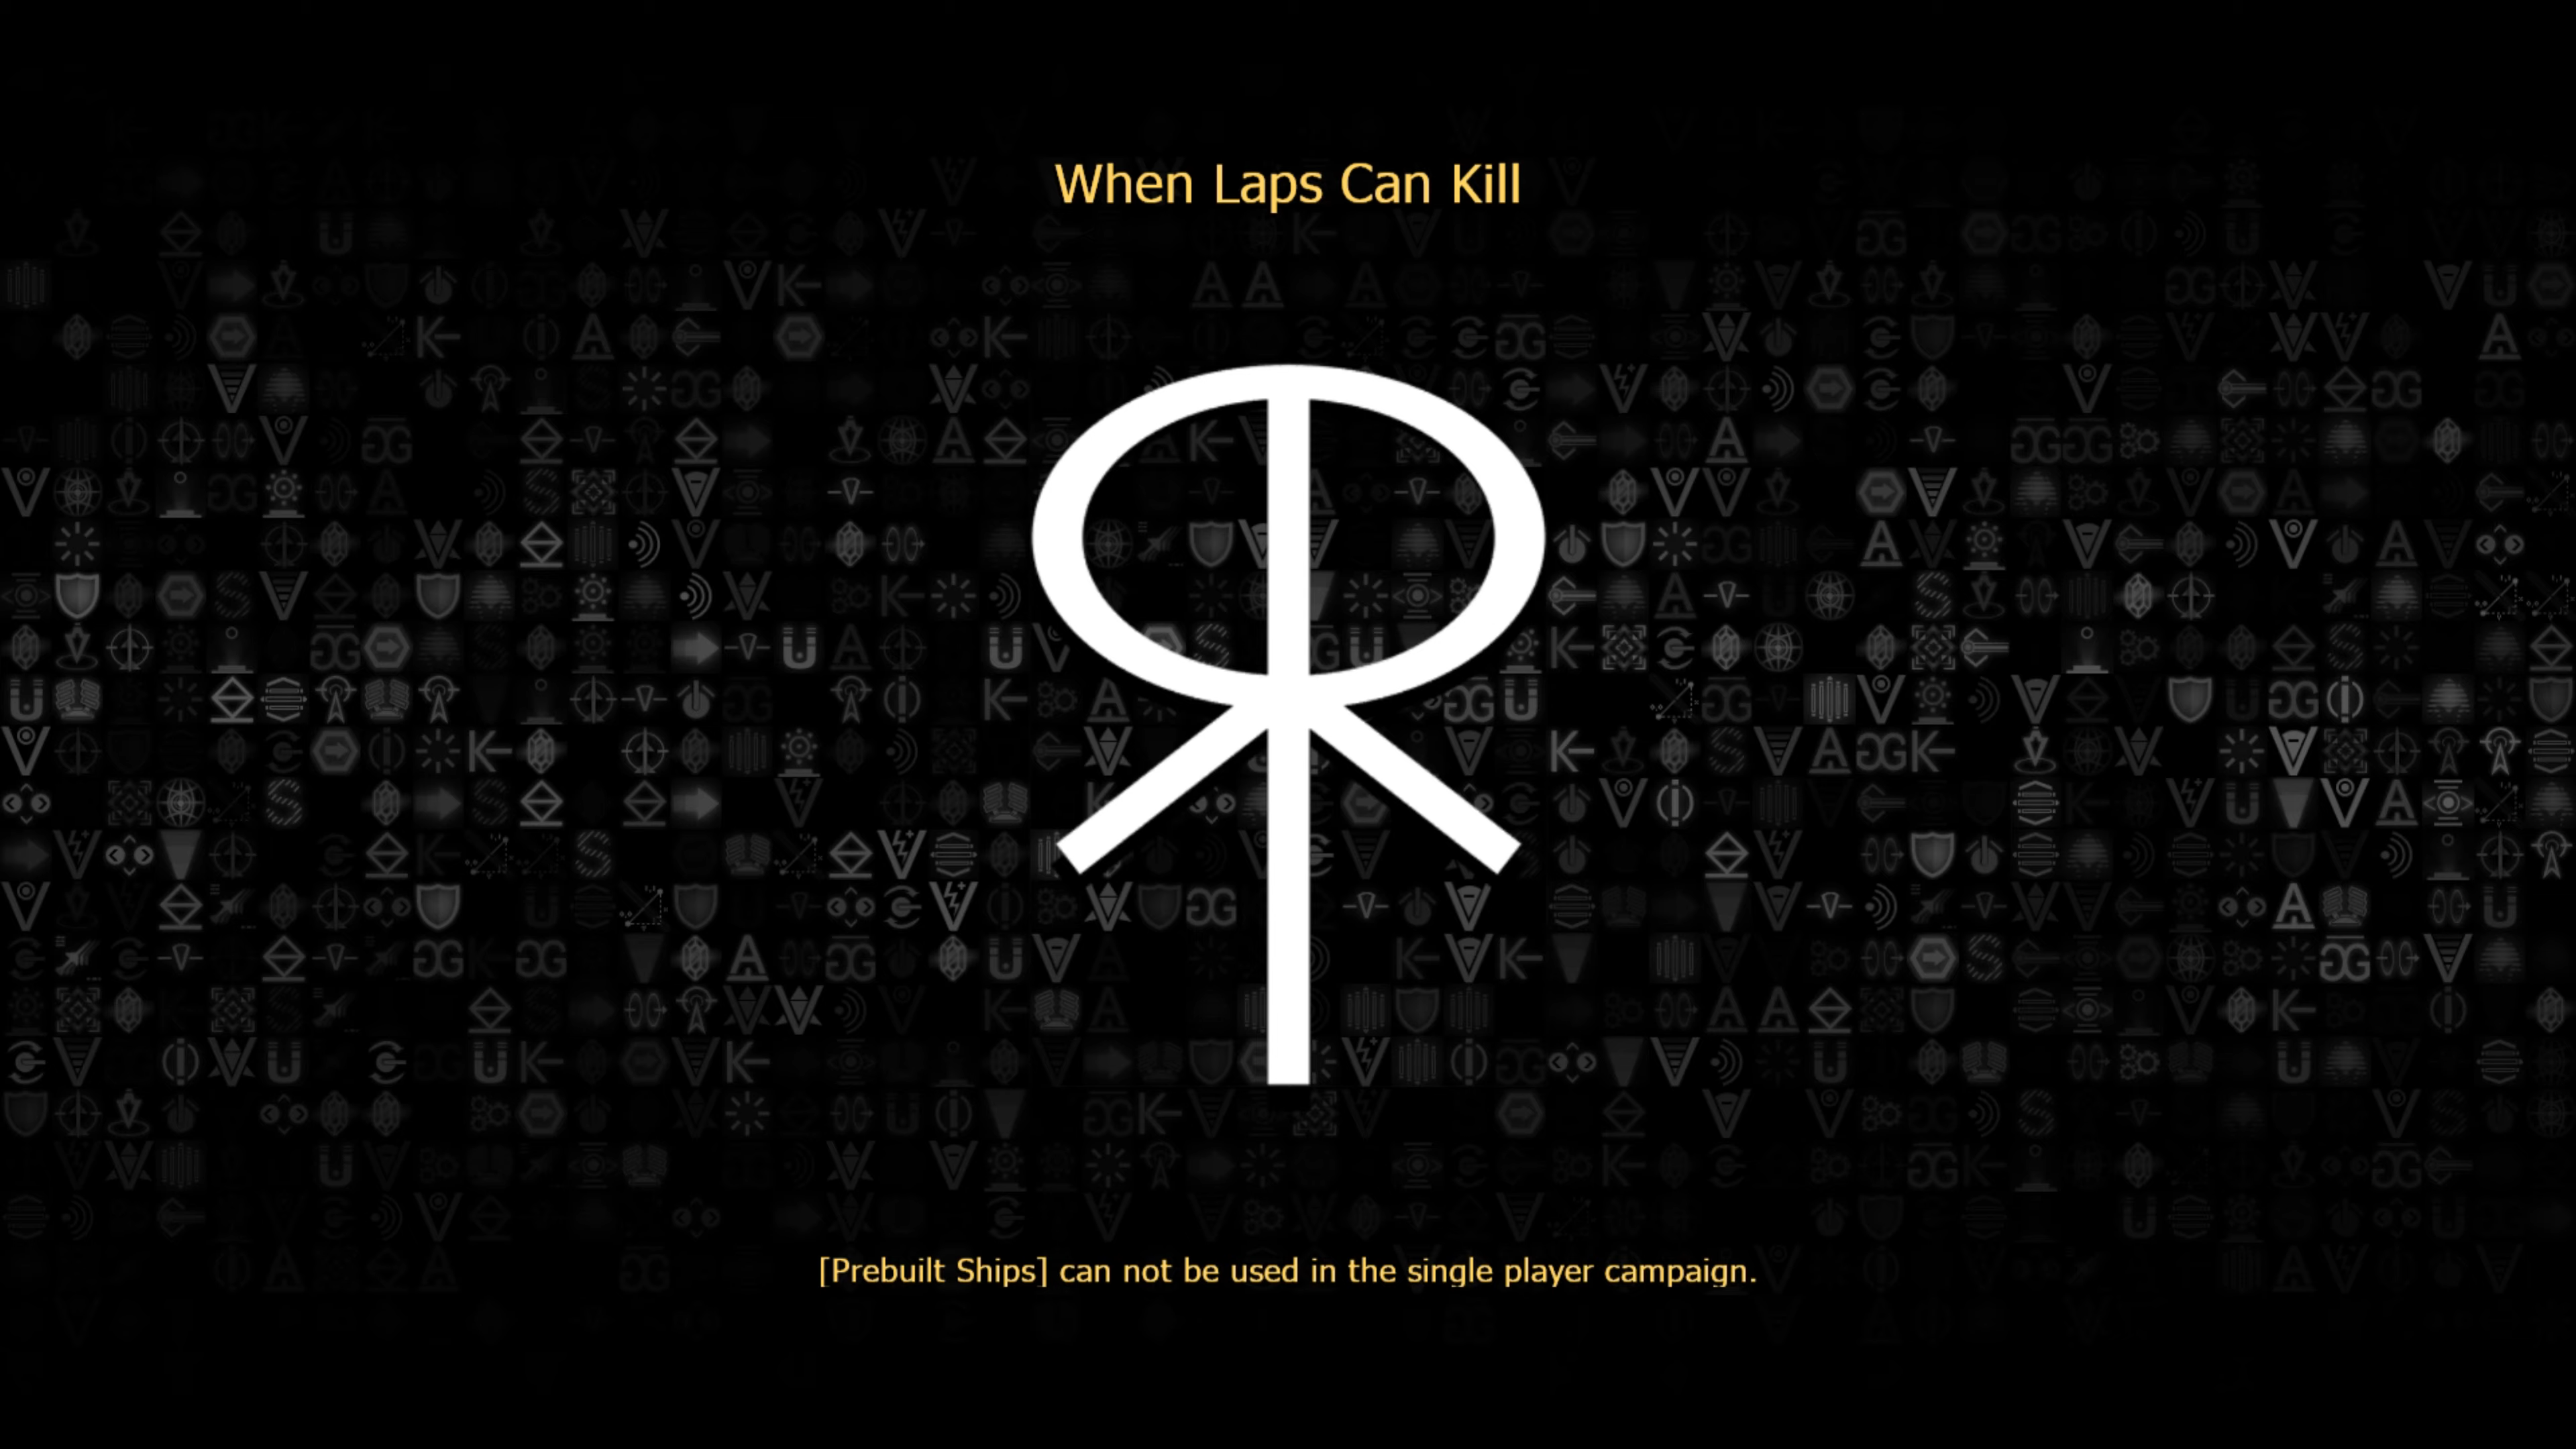 When Laps Can Kill
[Prebuilt Ships] can not be used in the single player campaign.